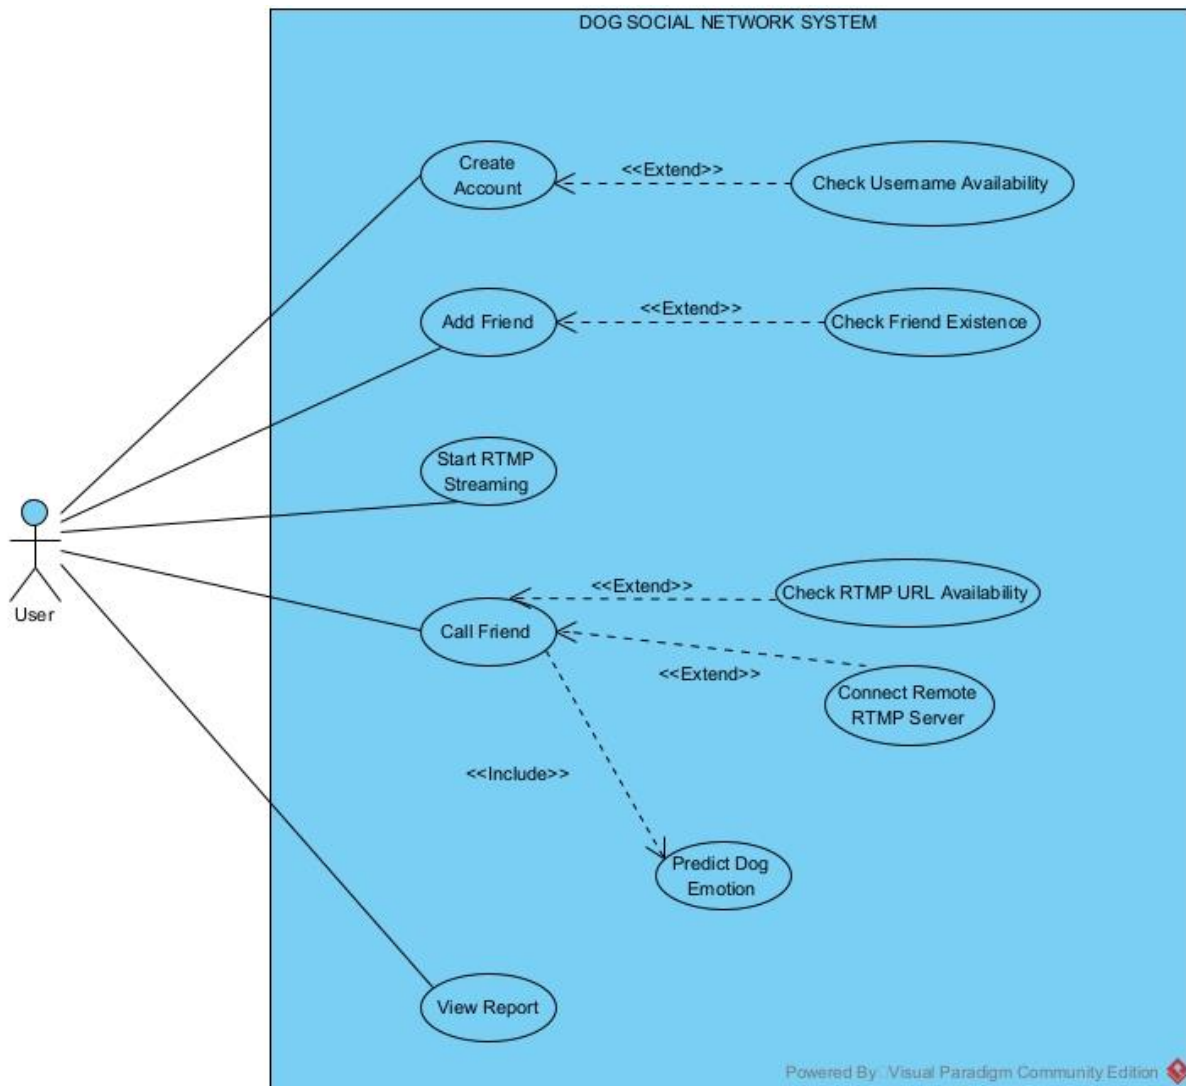 DOG SOCIAL NETWORK SYSTEM
Create
Account
<<Extend>>
Check Username Availability
Add Friend
<<Extend>>
Check Friend Existence
Start RTMP
Streaming
User
<<Extend>>
Check RTMP URL Availability
Call Friend
<<Extend>>
Connect Remote
RTMP Server
<<Include>>
Predict Dog
Emotion
View Report
Powered By Visual Paradigm Community Edition